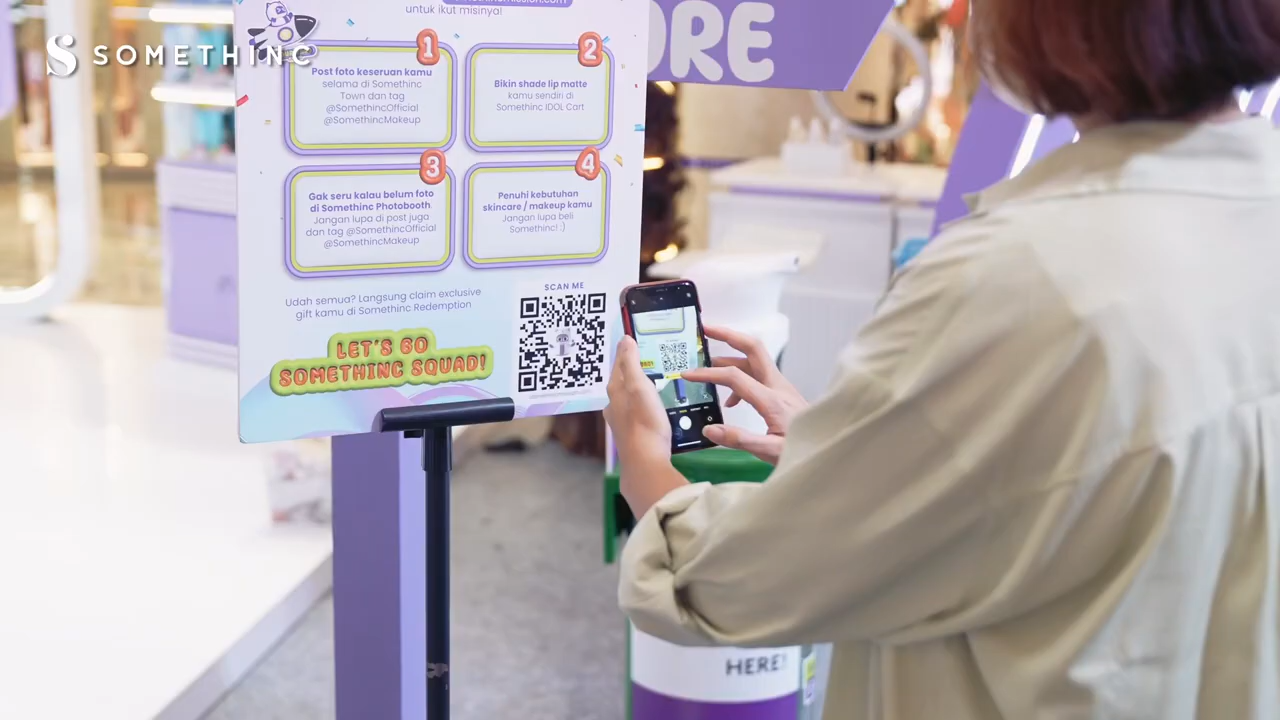 SOMETHINC
untuk ikut misinya!
1
Post foto keseruan kamu
selama di Somethinc
Town dan tag
@SomethincOfficial
@SomethincMakeup
2
Bikin shade lip matte
kamu sendiri di
Somethinc IDOL Cart
3
Gak seru kalau belum foto
di Somethinc Photobooth.
Jangan lupa di post juga
dan tag @SomethincOfficial
@SomethincMakeup
4
Penuhi kebutuhan
skincare / makeup kamu
Jangan lupa beli
Somethinc! :)
Udah semua? Langsung claim exclusive
gift kamu di Somethinc Redemption
SCAN ME
LET'S GO
SOMETHINC SQUAD!
ORE
HERE!